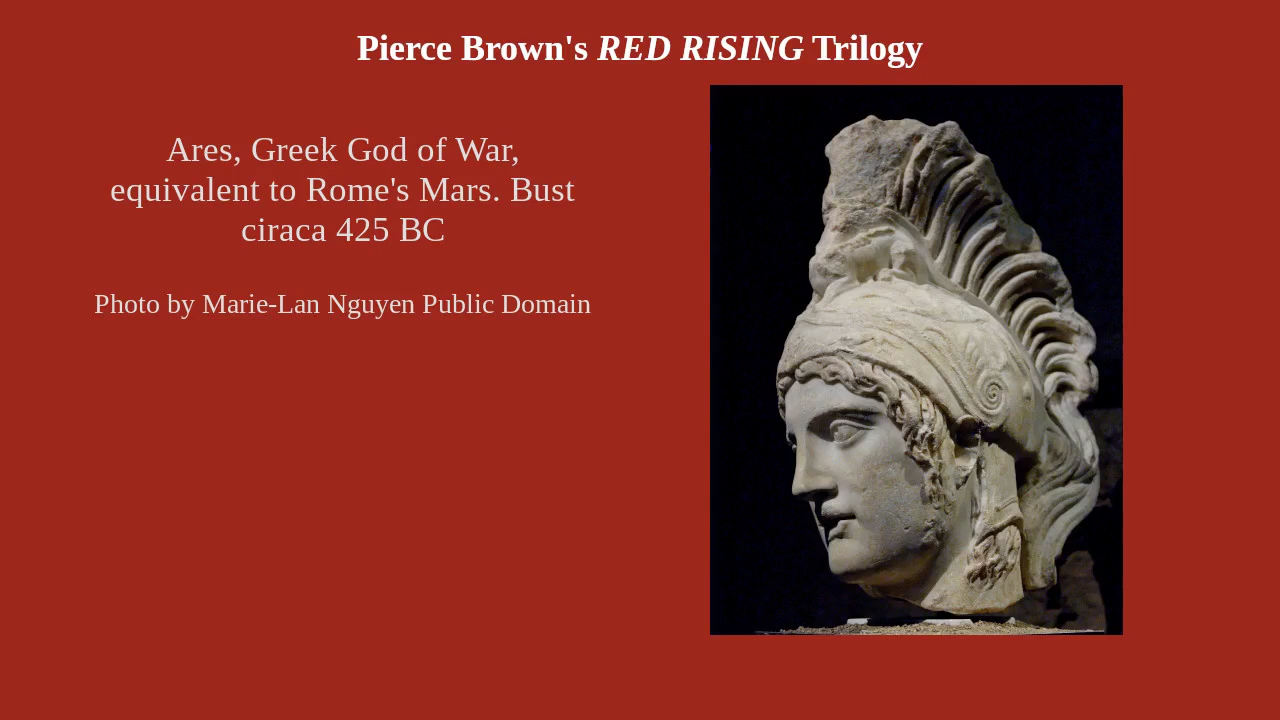 Pierce Brown's RED RISING Trilogy
Ares, Greek God of War,
equivalent to Rome's Mars. Bust
ciraca 425 BC
Photo by Marie-Lan Nguyen Public Domain